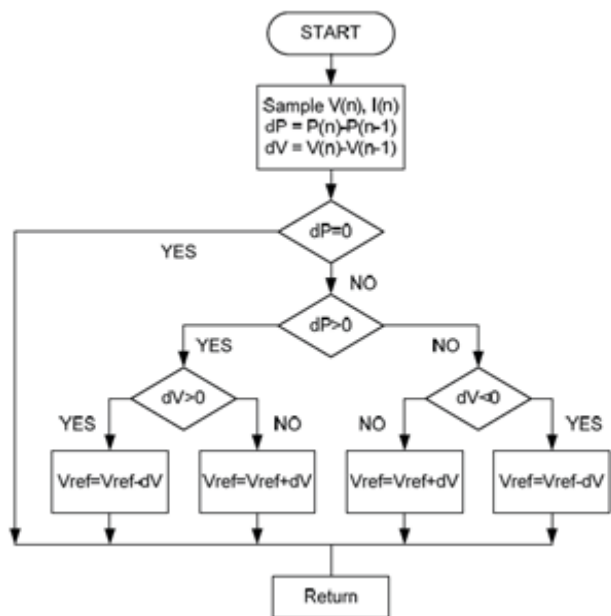 START
Sample V(n), I(n)
dP = P(n)-P(n-1)
dV = V(n)-V(n-1)
dP=0
YES
NO
dP>0
YES
NO
dV>0
dV<0
YES
NO
NO
YES
Vref=Vref-dV
Vref=Vref+dV
Vref=Vref+dV
Vref=Vref-dV
Return